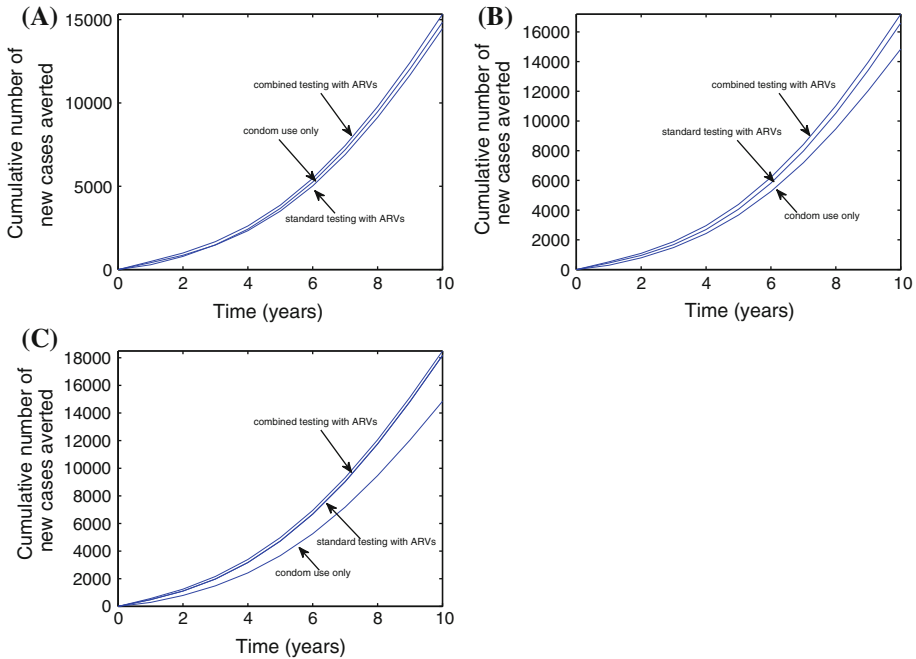 (A)
Cumulative number of
new cases averted
15000
10000
5000
0
combined testing with ARVs
condom use only
standard testing with ARVs
0 2 4 6 8 10
Time (years)
(B)
Cumulative number of
new cases averted
16000
14000
12000
10000
8000
6000
4000
2000
0
combined testing with ARVs
standard testing with ARVs
condom use only
0 2 4 6 8 10
Time (years)
(C)
Cumulative number of
new cases averted
18000
16000
14000
12000
10000
8000
6000
4000
2000
0
combined testing with ARVs
standard testing with ARVs
condom use only
0 2 4 6 8 10
Time (years)